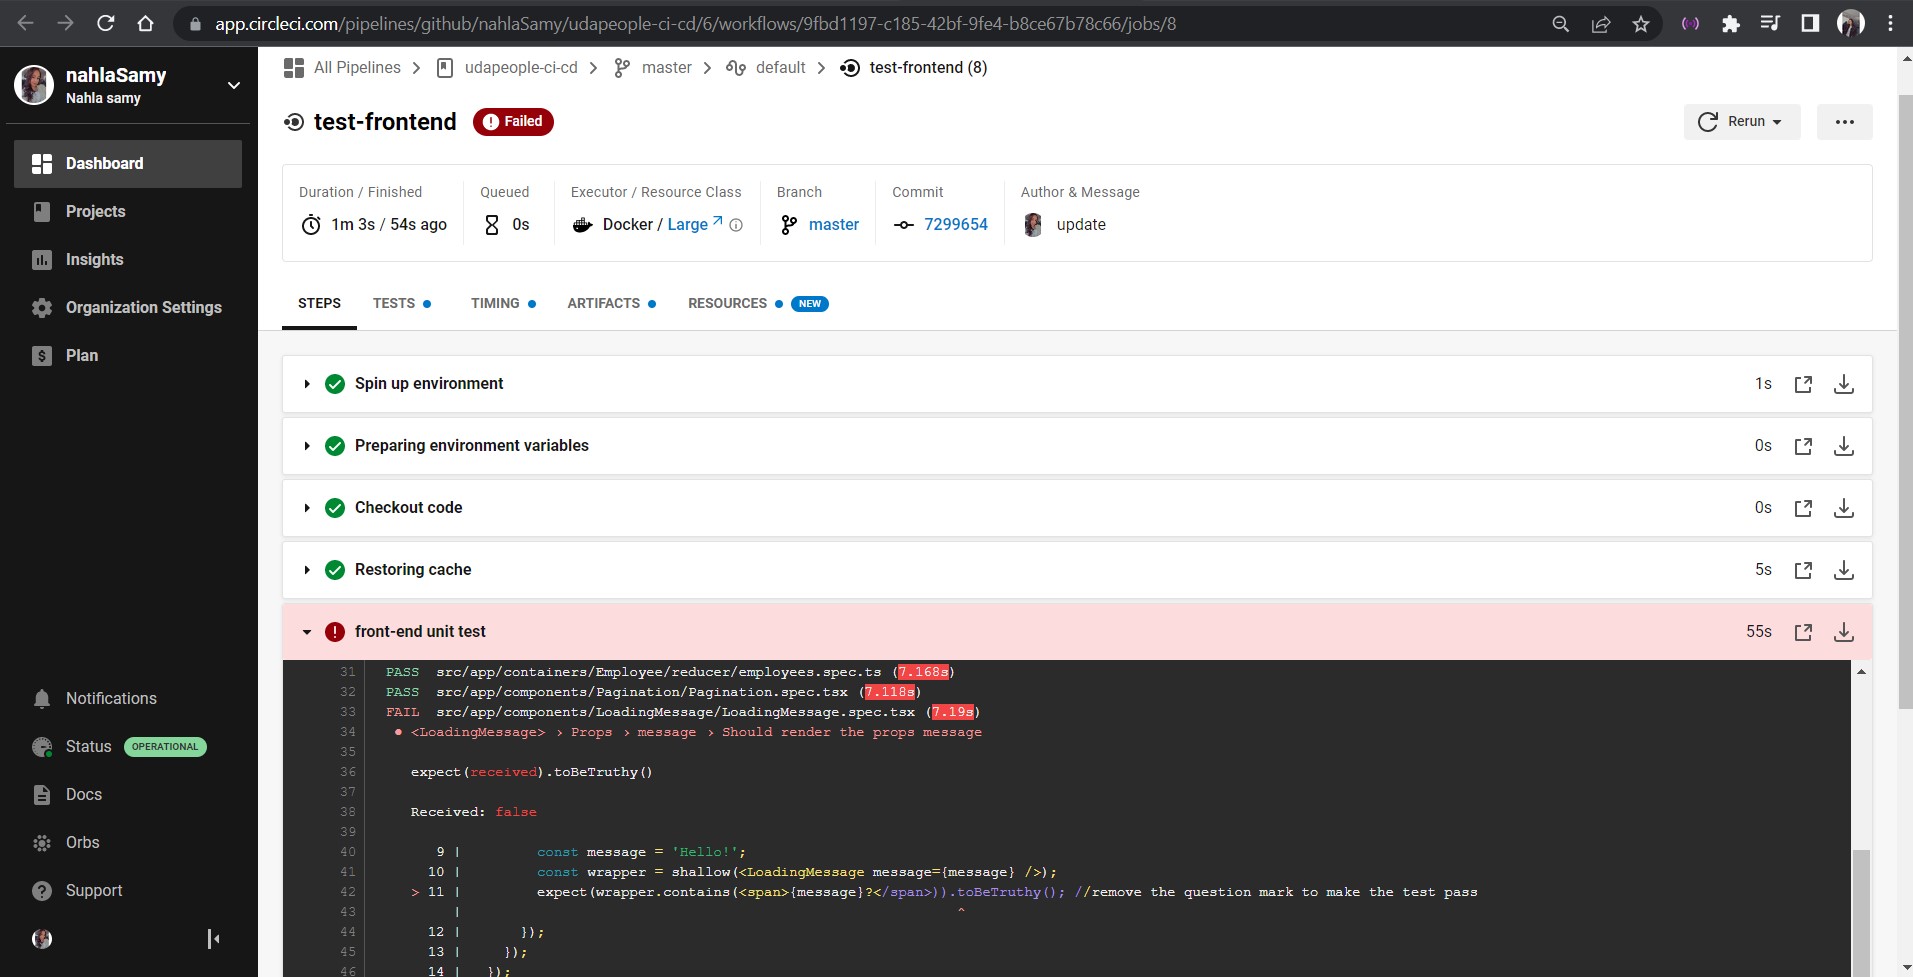 app.circleci.com/pipelines/github/nahlaSamy/udapeople-ci-cd/6/workflows/9fbd1197-c185-42bf-9fe4-b8ce67b78c66/jobs/8
nahlaSamy
Nahla samy
Dashboard
Projects
Insights
Organization Settings
Plan
Notifications
Status OPERATIONAL
Docs
Orbs
Support
All Pipelines udapeople-ci-cd master default test-frontend (8)
test-frontend Failed
Rerun
Duration / Finished Queued Executor / Resource Class Branch Commit Author & Message
1m 3s / 54s ago 0s Docker / Large master 7299654 update
STEPS TESTS TIMING ARTIFACTS RESOURCES NEW
Spin up environment 1s
Preparing environment variables 0s
Checkout code 0s
Restoring cache 5s
front-end unit test 55s
31 PASS src/app/containers/Employee/reducer/employees.spec.ts (7.168s)
32 PASS src/app/components/Pagination/Pagination.spec.tsx (7.118s)
33 FAIL src/app/components/LoadingMessage/LoadingMessage.spec.tsx (7.19s)
34 ● <LoadingMessage> › Props › message › Should render the props message
35
36 expect(received).toBeTruthy()
37
38 Received: false
39
40 9 | const message = 'Hello!';
41 10 | const wrapper = shallow(<LoadingMessage message={message} />);
42 > 11 | expect(wrapper.contains(<span>{message}?</span>)).toBeTruthy(); //remove the question mark to make the test pass
43 | ^
44 12 | });
45 13 | });
46 14 | });